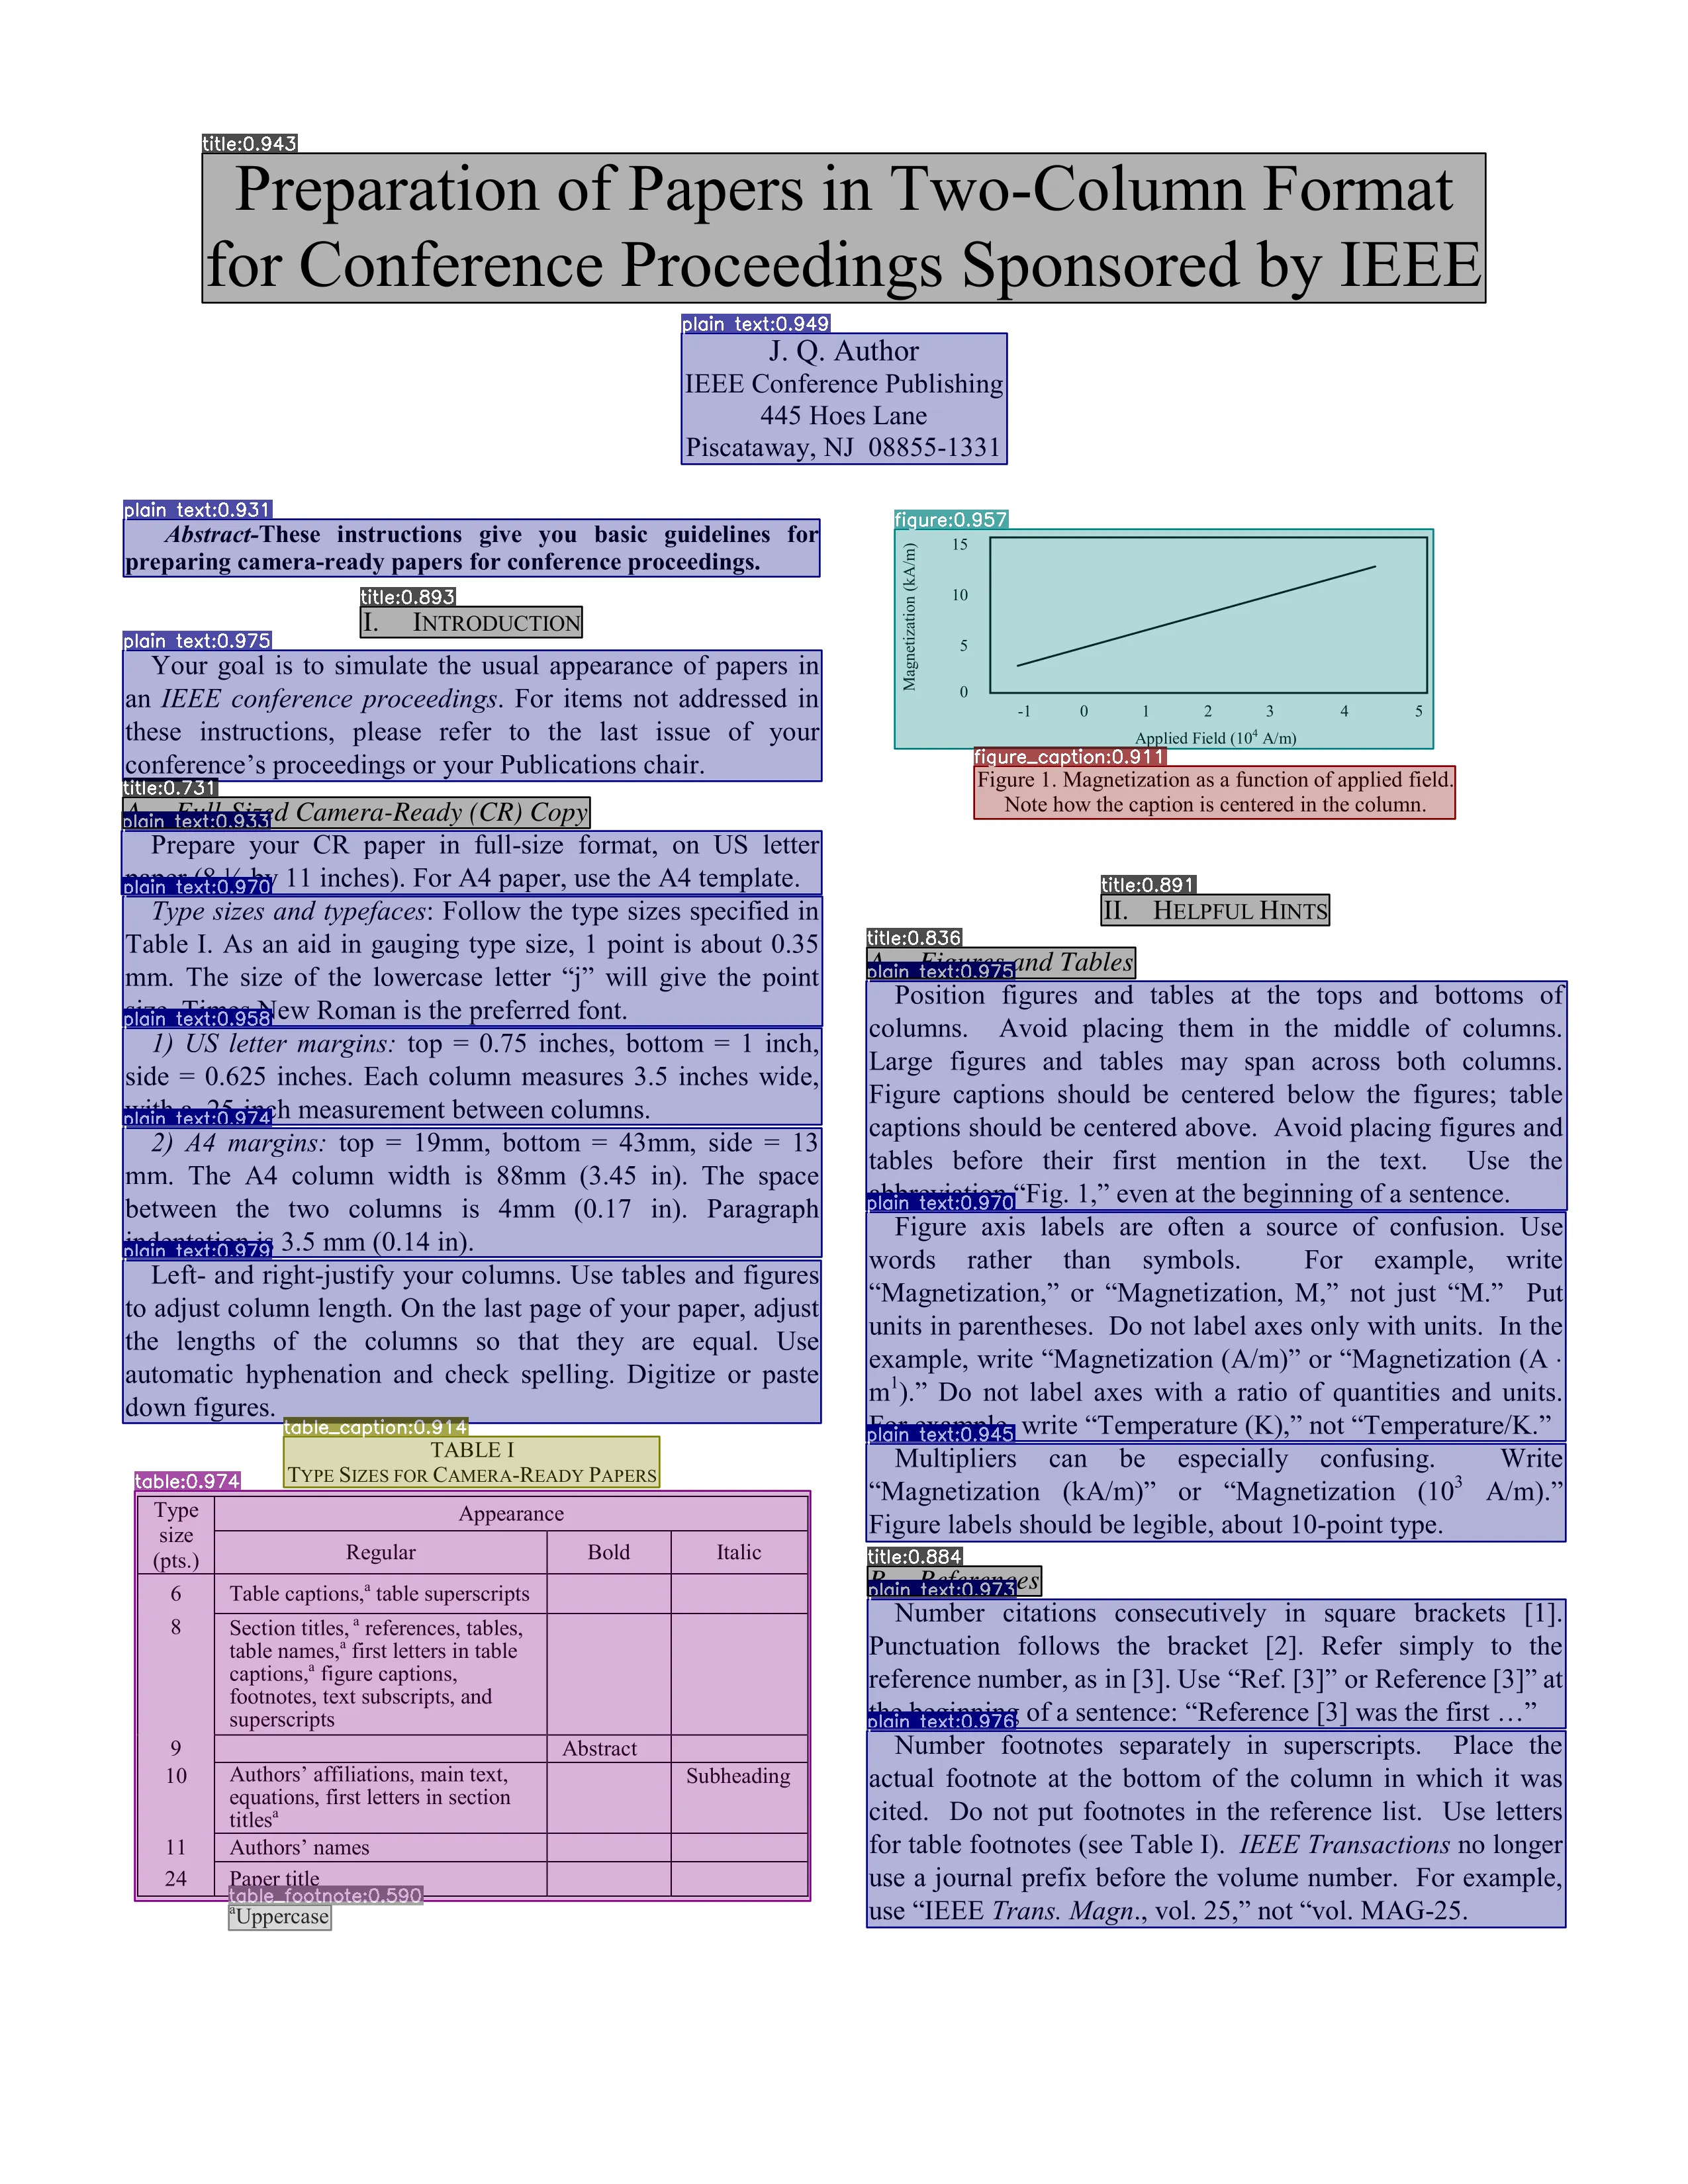 title:0.943
Preparation of Papers in Two-Column Format
for Conference Proceedings Sponsored by IEEE
plain text:0.949
J. Q. Author
IEEE Conference Publishing
445 Hoes Lane
Piscataway, NJ 08855-1331
plain text:0.931
Abstract-These instructions give you basic guidelines for
preparing camera-ready papers for conference proceedings.
title:0.893
I. INTRODUCTION
plain text:0.975
Your goal is to simulate the usual appearance of papers in
an IEEE conference proceedings. For items not addressed in
these instructions, please refer to the last issue of your
conference’s proceedings or your Publications chair.
title:0.731
A. Full-Sized Camera-Ready (CR) Copy
plain text:0.933
Prepare your CR paper in full-size format, on US letter
paper (8 ½ by 11 inches). For A4 paper, use the A4 template.
plain text:0.970
Type sizes and typefaces: Follow the type sizes specified in
Table I. As an aid in gauging type size, 1 point is about 0.35
mm. The size of the lowercase letter “j” will give the point
size. Times New Roman is the preferred font.
plain text:0.958
1) US letter margins: top = 0.75 inches, bottom = 1 inch,
side = 0.625 inches. Each column measures 3.5 inches wide,
with a .25-inch measurement between columns.
plain text:0.974
2) A4 margins: top = 19mm, bottom = 43mm, side = 13
mm. The A4 column width is 88mm (3.45 in). The space
between the two columns is 4mm (0.17 in). Paragraph
indentation is 3.5 mm (0.14 in).
plain text:0.979
Left- and right-justify your columns. Use tables and figures
to adjust column length. On the last page of your paper, adjust
the lengths of the columns so that they are equal. Use
automatic hyphenation and check spelling. Digitize or paste
down figures.
table_caption:0.914
TABLE I
TYPE SIZES FOR CAMERA-READY PAPERS
table:0.974
Type size (pts.) Appearance
Regular Bold Italic
6 Table captions,ᵃ table superscripts
8 Section titles,ᵃ references, tables,
table names,ᵃ first letters in table
captions,ᵃ figure captions,
footnotes, text subscripts, and
superscripts
9 Abstract
10 Authors’ affiliations, main text, Subheading
equations, first letters in section
titlesᵃ
11 Authors’ names
24 Paper title
table_footnote:0.590
ᵃUppercase
figure:0.957
Magnetization (kA/m)
15
10
5
0
-1 0 1 2 3 4 5
Applied Field (10⁴ A/m)
figure_caption:0.911
Figure 1. Magnetization as a function of applied field.
Note how the caption is centered in the column.
title:0.891
II. HELPFUL HINTS
title:0.836
A. Figures and Tables
plain text:0.975
Position figures and tables at the tops and bottoms of
columns. Avoid placing them in the middle of columns.
Large figures and tables may span across both columns.
Figure captions should be centered below the figures; table
captions should be centered above. Avoid placing figures and
tables before their first mention in the text. Use the
abbreviation “Fig. 1,” even at the beginning of a sentence.
plain text:0.970
Figure axis labels are often a source of confusion. Use
words rather than symbols. For example, write
“Magnetization,” or “Magnetization, M,” not just “M.” Put
units in parentheses. Do not label axes only with units. In the
example, write “Magnetization (A/m)” or “Magnetization (A ·
m¹).” Do not label axes with a ratio of quantities and units.
For example, write “Temperature (K),” not “Temperature/K.”
plain text:0.945
Multipliers can be especially confusing. Write
“Magnetization (kA/m)” or “Magnetization (10³ A/m).”
Figure labels should be legible, about 10-point type.
title:0.884
B. References
plain text:0.973
Number citations consecutively in square brackets [1].
Punctuation follows the bracket [2]. Refer simply to the
reference number, as in [3]. Use “Ref. [3]” or Reference [3]” at
the beginning of a sentence: “Reference [3] was the first …”
plain text:0.976
Number footnotes separately in superscripts. Place the
actual footnote at the bottom of the column in which it was
cited. Do not put footnotes in the reference list. Use letters
for table footnotes (see Table I). IEEE Transactions no longer
use a journal prefix before the volume number. For example,
use “IEEE Trans. Magn., vol. 25,” not “vol. MAG-25.